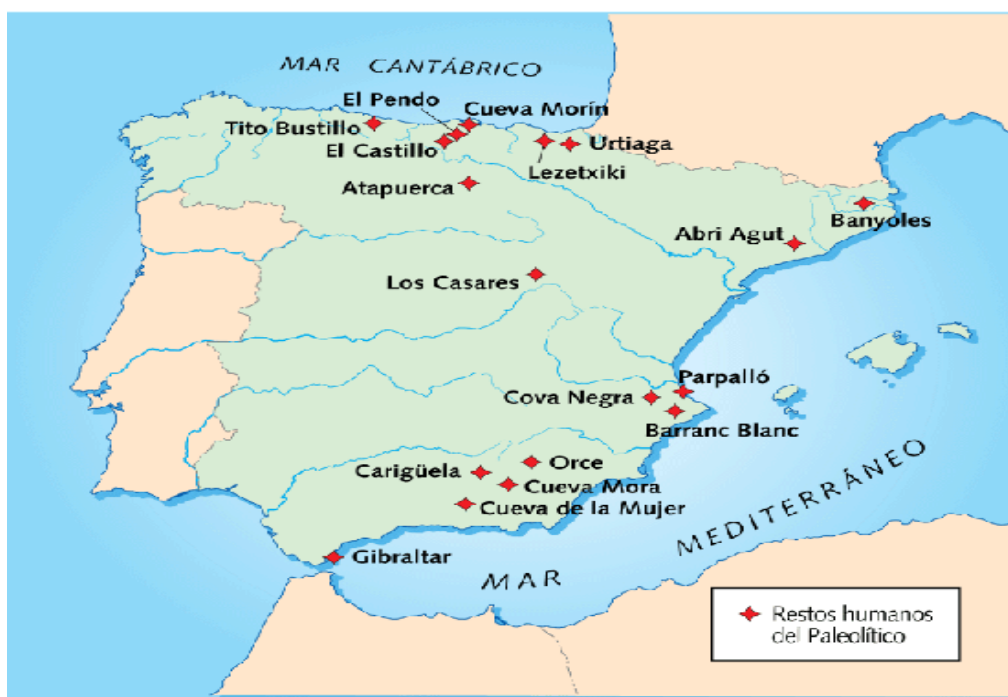 MAR CANTÁBRICO
El Pendo
Cueva Morín
Tito Bustillo
El Castillo
Urtiaga
Lezetxiki
Atapuerca
Banyoles
Abri Agut
Los Casares
Parpalló
Cova Negra
Barranc Blanc
Orce
Carigüela
Cueva Mora
Cueva de la Mujer
Gibraltar
MAR MEDITERRÁNEO
Restos humanos
del Paleolítico